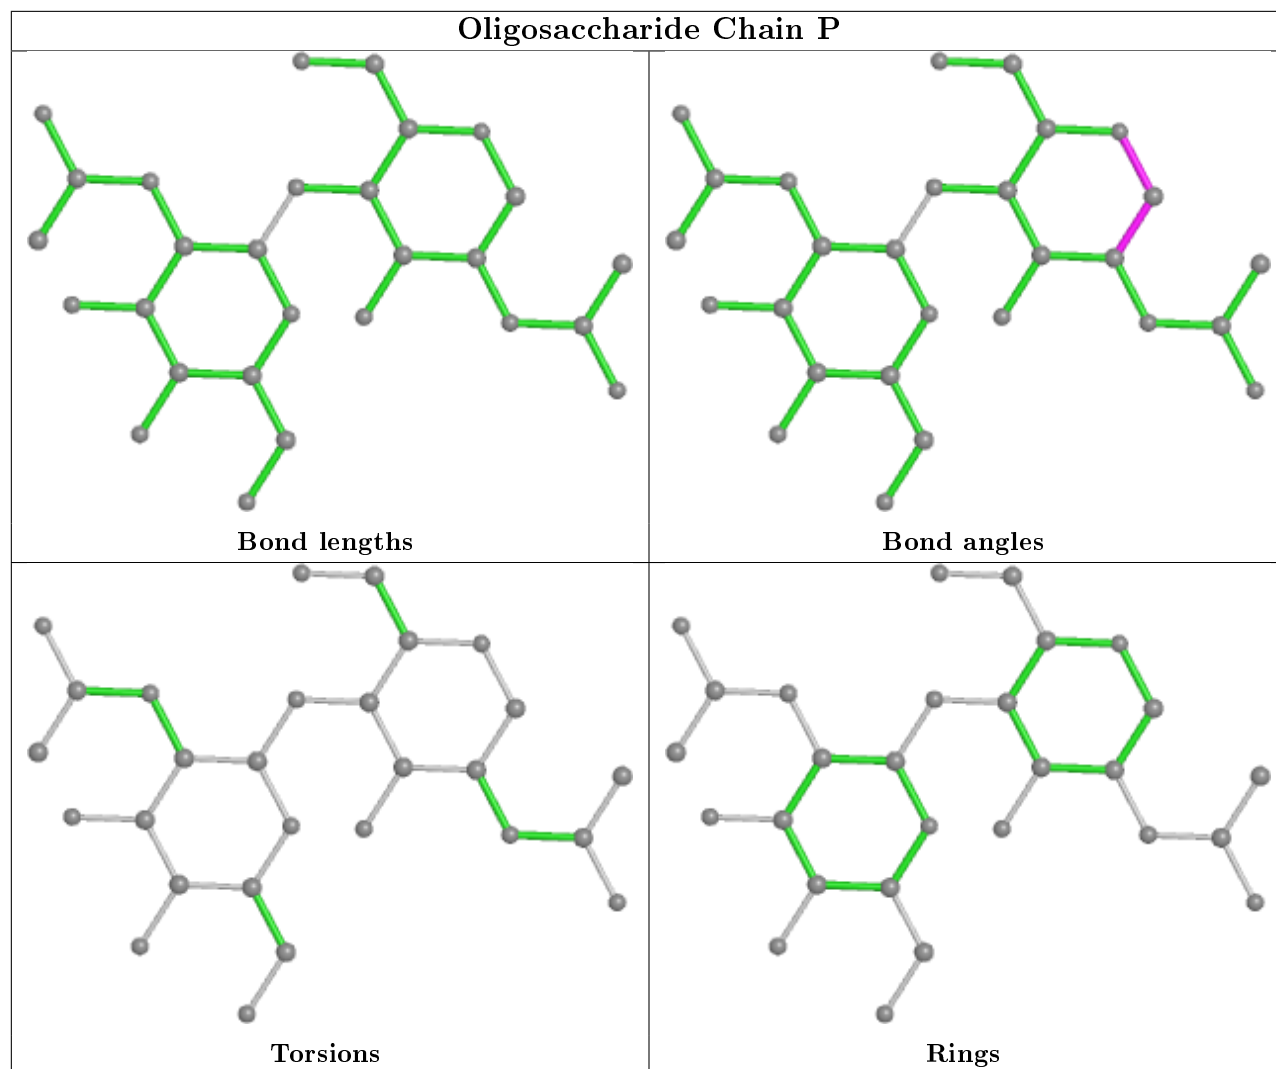 Oligosaccharide Chain P
Bond lengths
Bond angles
Torsions
Rings